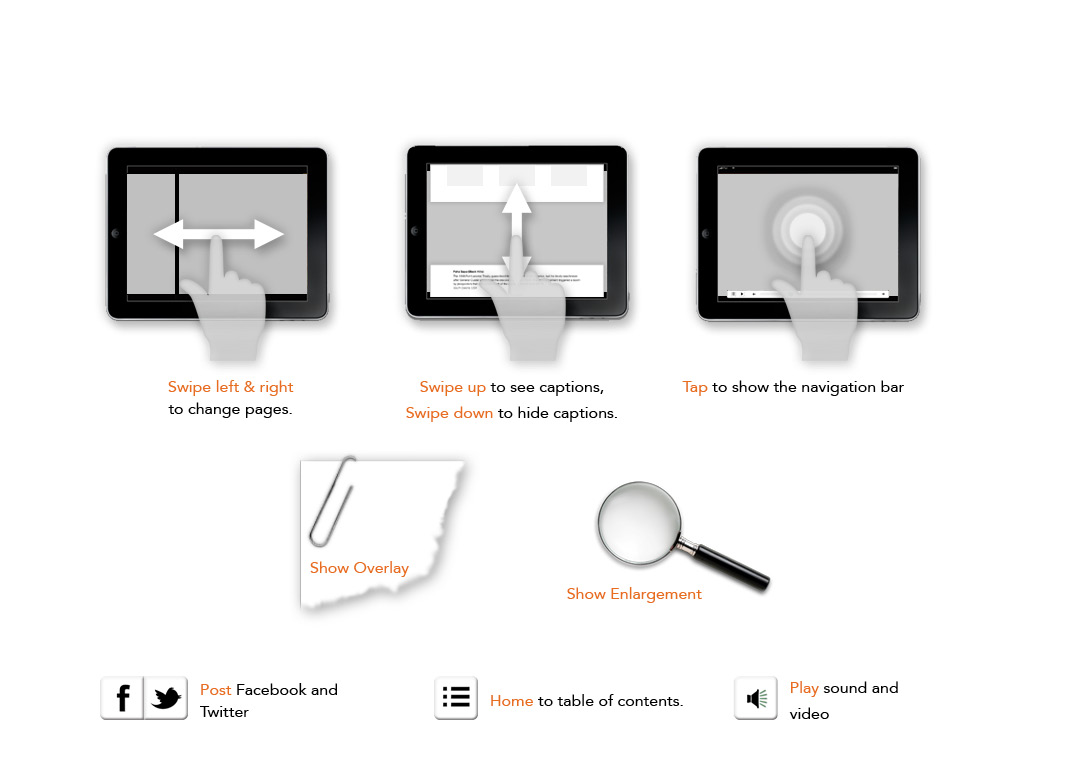 Swipe left & right
to change pages.
Swipe up to see captions,
Swipe down to hide captions.
Tap to show the navigation bar
Show Overlay
Show Enlargement
Post Facebook and
Twitter
Home to table of contents.
Play sound and
video